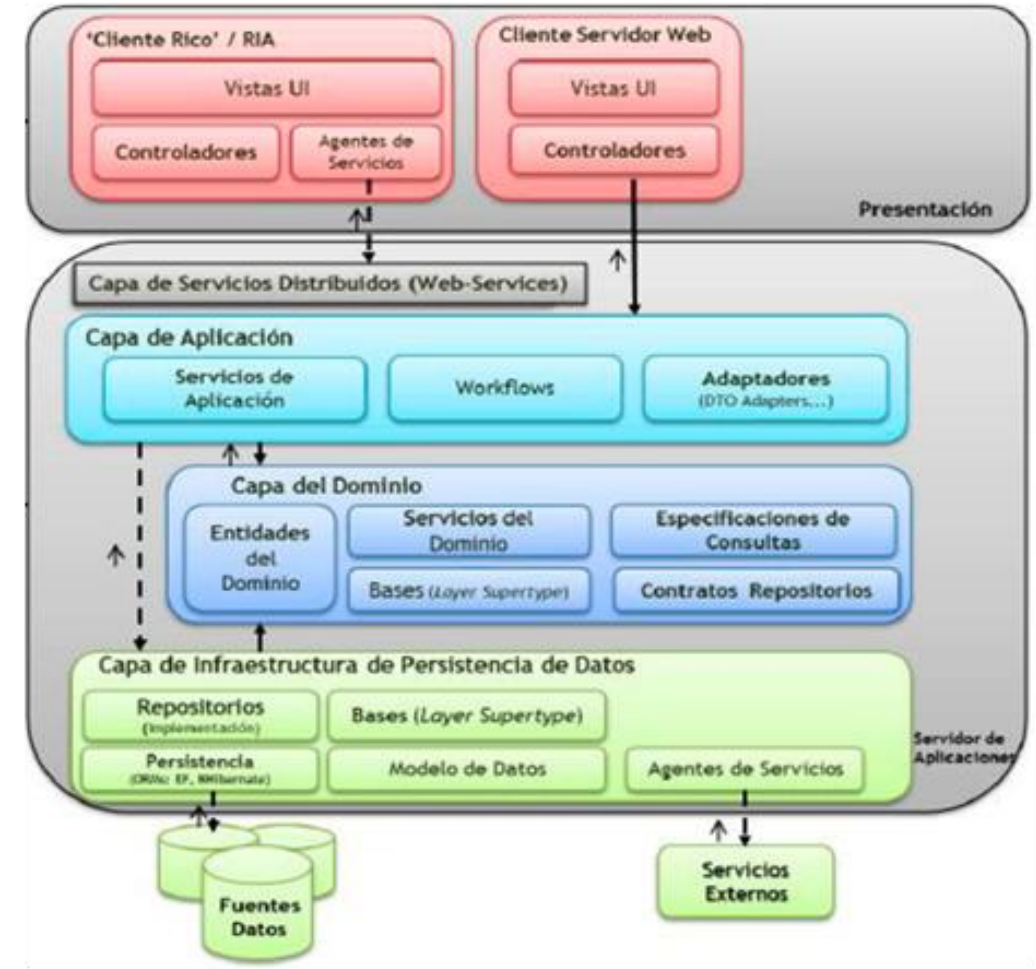 'Cliente Rico' / RIA
Vistas UI
Controladores
Agentes de
Servicios
Cliente Servidor Web
Vistas UI
Controladores
Presentación
Capa de Servicios Distribuidos (Web-Services)
Capa de Aplicación
Servicios de
Aplicación
Workflows
Adaptadores
(DTO Adapters...)
Capa del Dominio
Entidades
del
Dominio
Servicios del
Dominio
Especificaciones de
Consultas
Bases (Layer Supertype)
Contratos Repositorios
Capa de Infraestructura de Persistencia de Datos
Repositorios
(Implementación)
Bases (Layer Supertype)
Persistencia
(ORMs: EF, NHibernate)
Modelo de Datos
Agentes de Servicios
Servidor de
Aplicaciones
Fuentes
Datos
Servicios
Externos